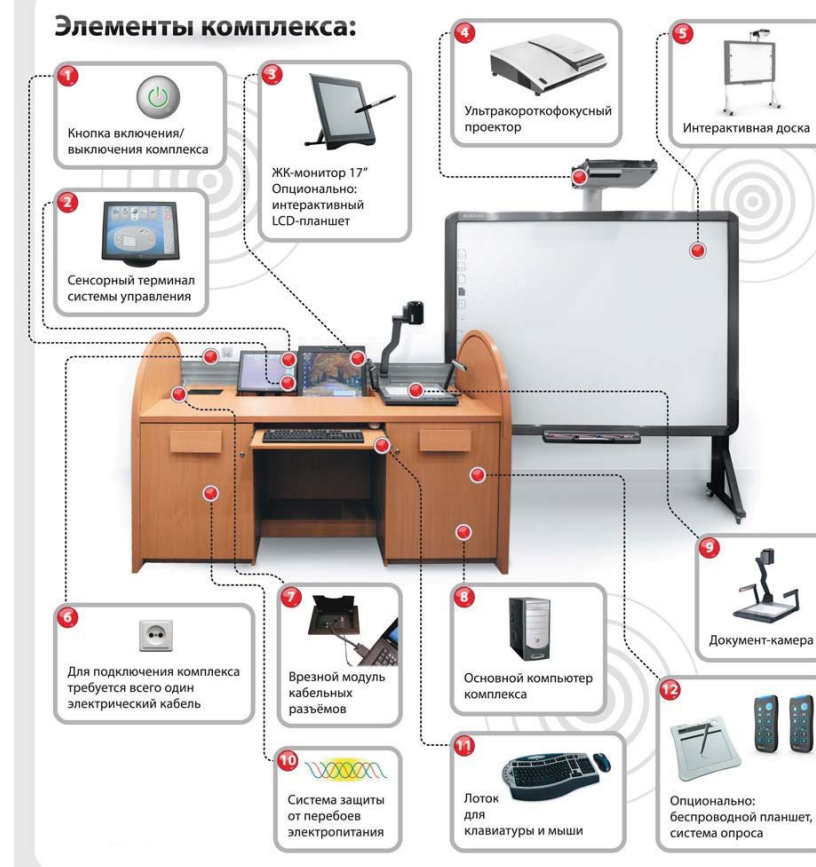 Элементы комплекса:
1
Кнопка включения/
выключения комплекса
2
Сенсорный терминал
системы управления
3
ЖК-монитор 17”
Опционально:
интерактивный
LCD-планшет
4
Ультракороткофокусный
проектор
5
Интерактивная доска
6
Для подключения комплекса
требуется всего один
электрический кабель
7
Врезной модуль
кабельных
разъёмов
8
Основной компьютер
комплекса
9
Документ-камера
10
Система защиты
от перебоев
электропитания
11
Лоток
для
клавиатуры и мыши
12
Опционально:
беспроводной планшет,
система опроса